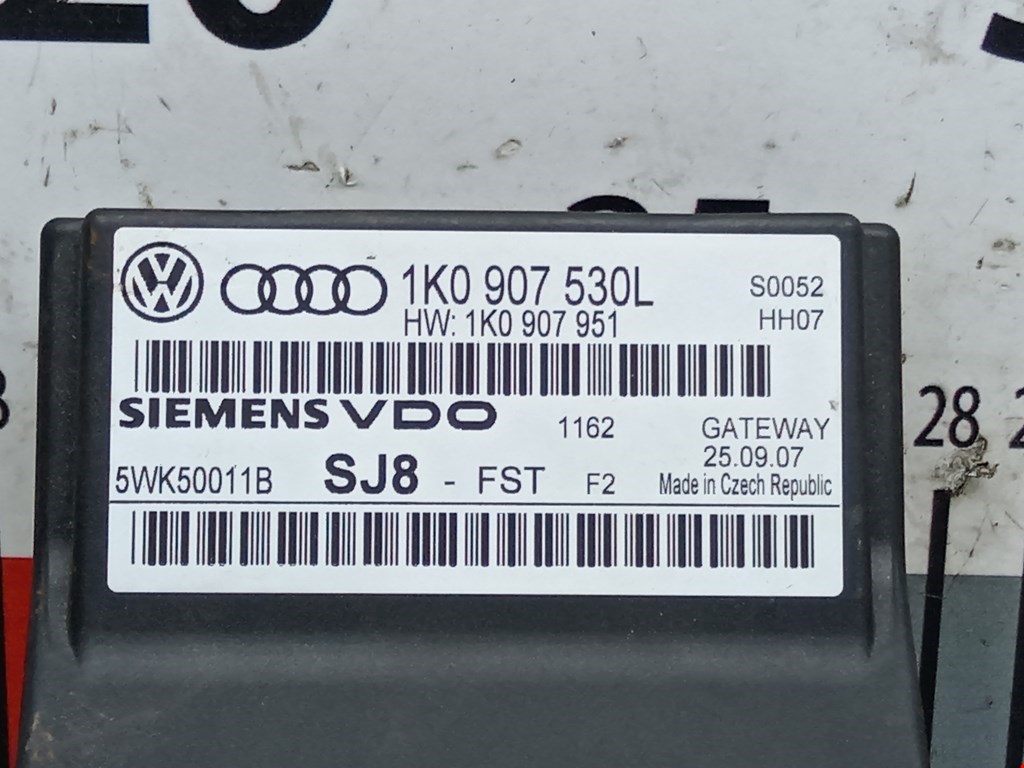 1K0 907 530L
S0052
HW: 1K0 907 951
HH07
SIEMENS VDO
1162
GATEWAY
25.09.07
5WK50011B SJ8 - FST F2 Made in Czech Republic
28